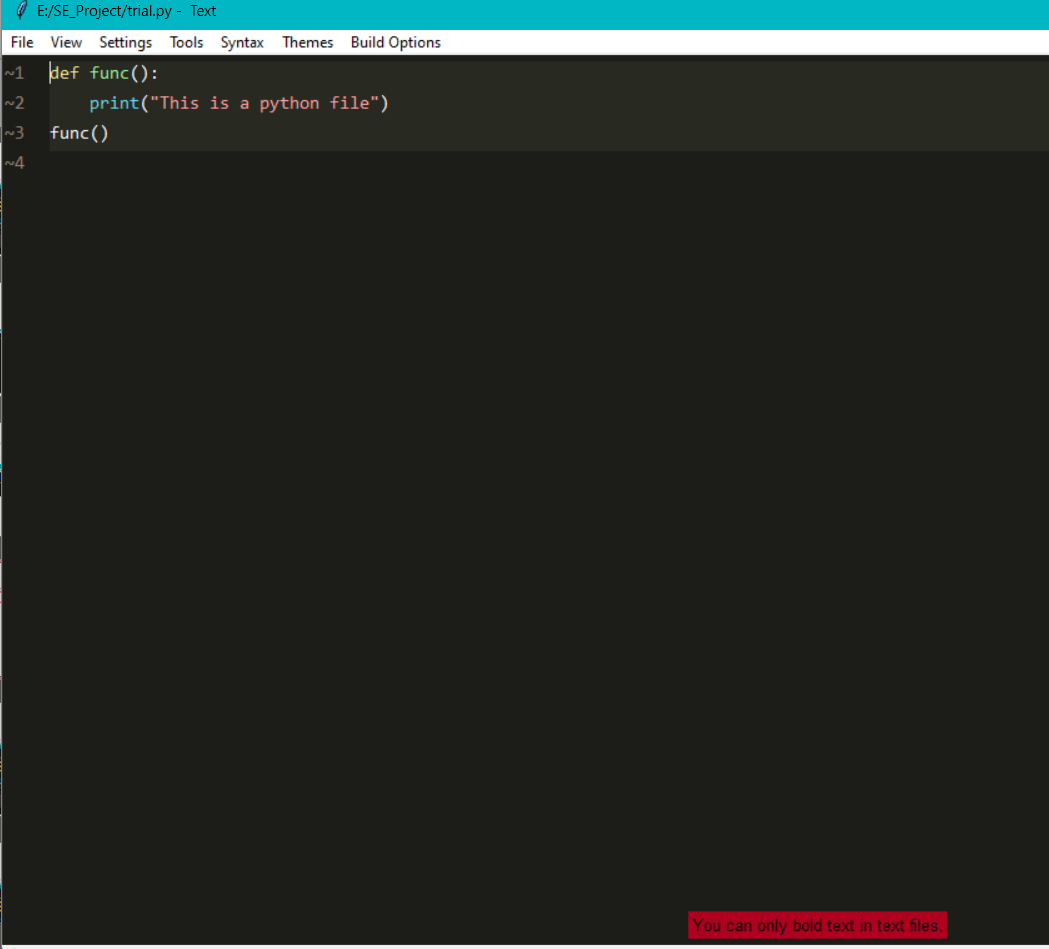 E:/SE_Project/trial.py - Text
File View Settings Tools Syntax Themes Build Options
~1 def func():
~2     print("This is a python file")
~3 func()
~4
You can only bold text in text files.